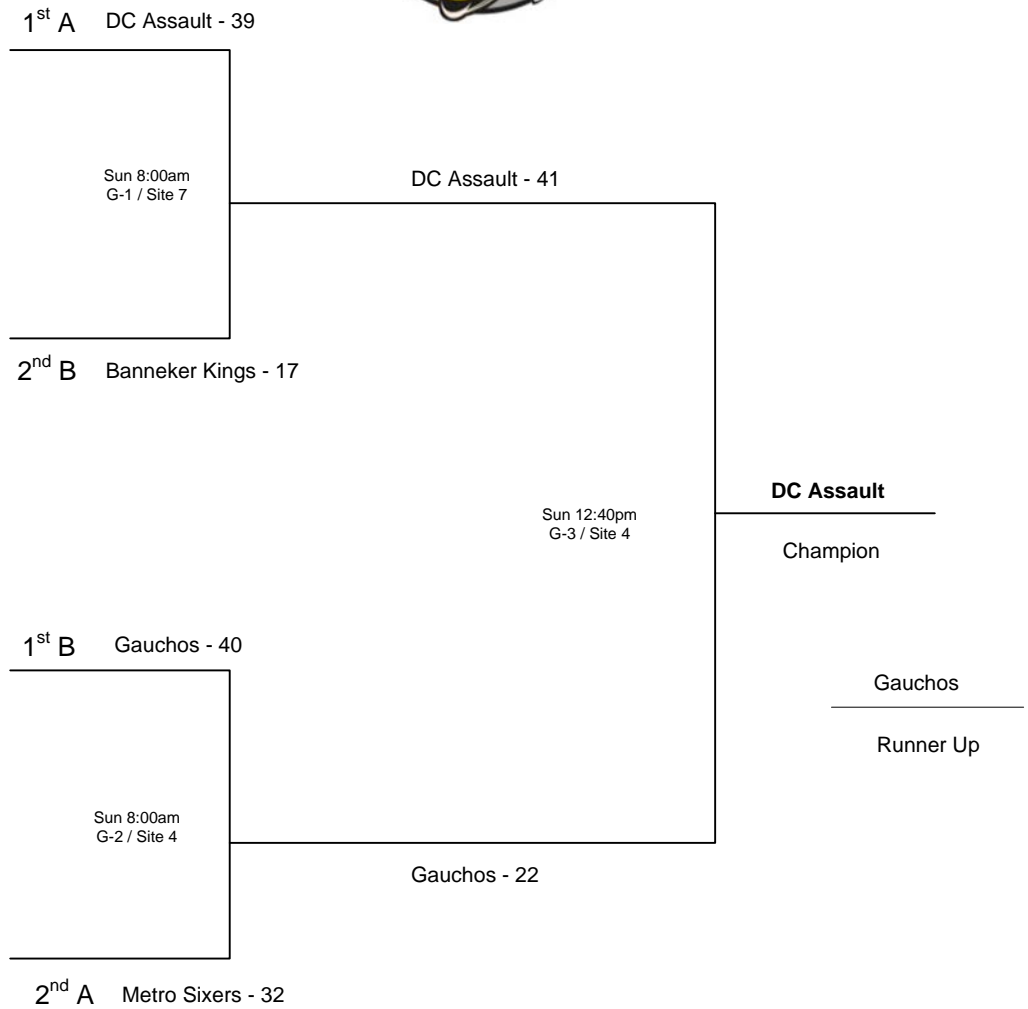 1st A DC Assault - 39
Sun 8:00am
G-1 / Site 7
DC Assault - 41
2nd B Banneker Kings - 17
DC Assault
Sun 12:40pm
G-3 / Site 4
Champion
1st B Gauchos - 40
Gauchos
Runner Up
Sun 8:00am
G-2 / Site 4
Gauchos - 22
2nd A Metro Sixers - 32